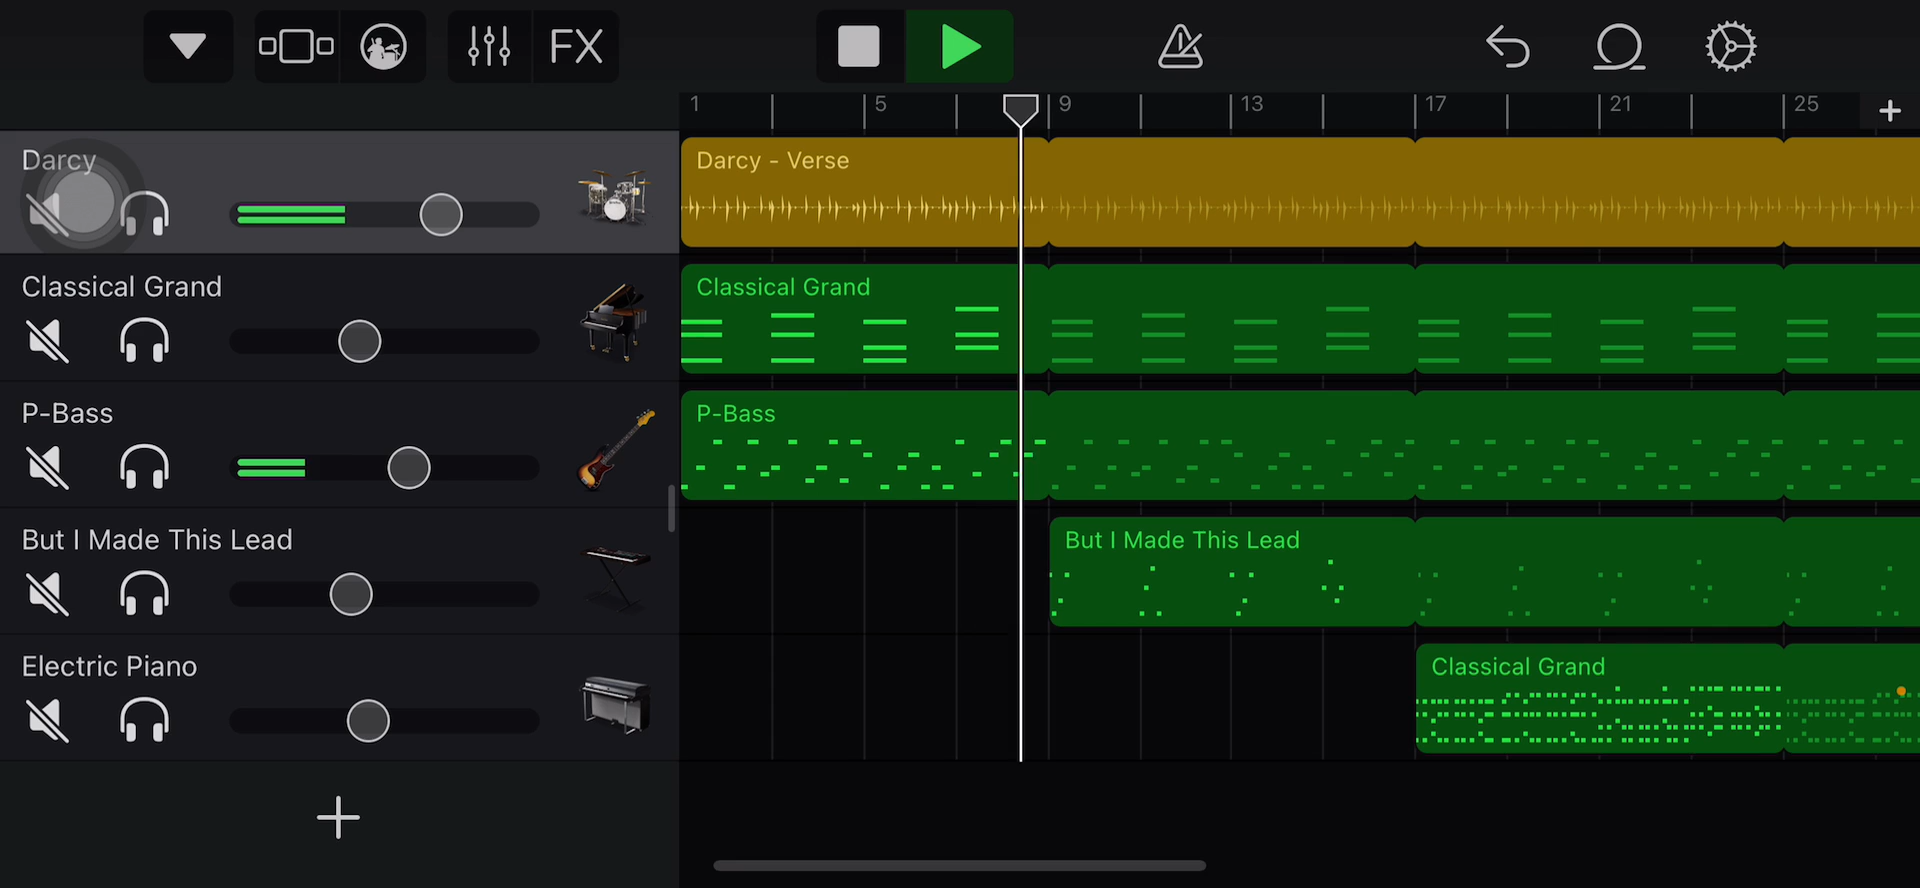 FX
1 5 9 13 17 21 25
Darcy
Darcy - Verse
Classical Grand
Classical Grand
P-Bass
P-Bass
But I Made This Lead
But I Made This Lead
Electric Piano
Classical Grand